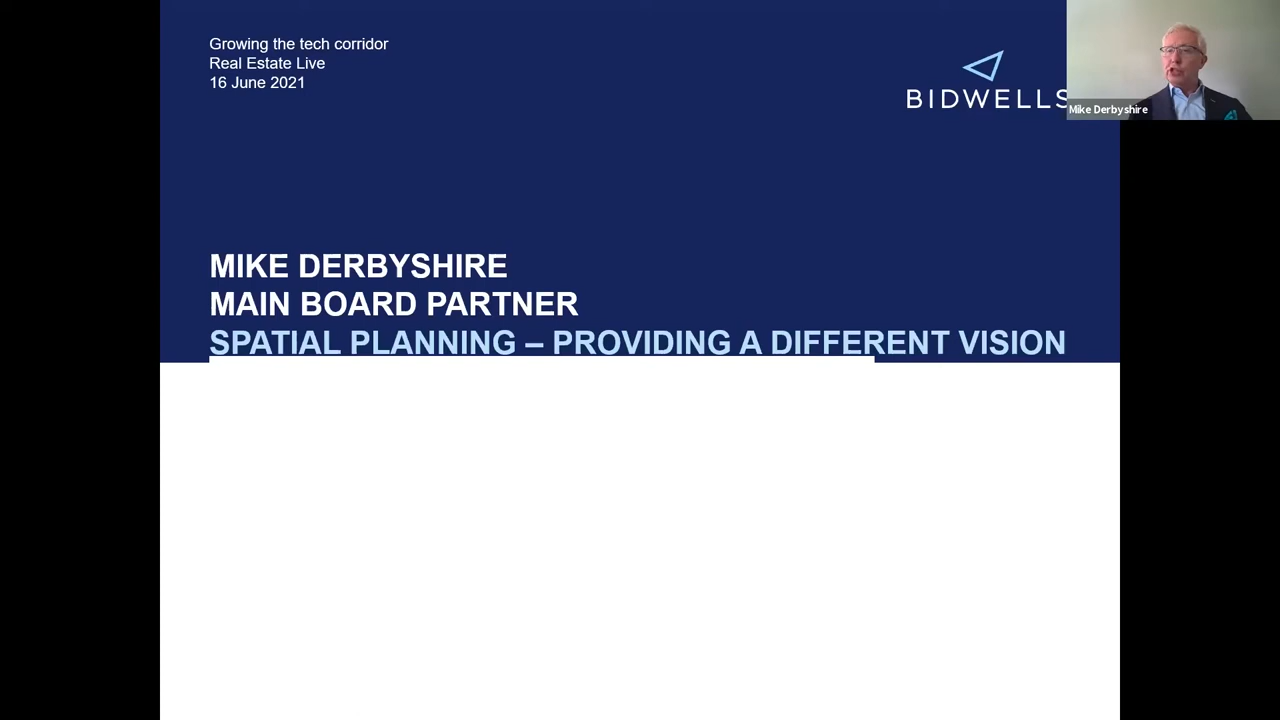 Growing the tech corridor
Real Estate Live
16 June 2021
BIDWELLS
Mike Derbyshire
MIKE DERBYSHIRE
MAIN BOARD PARTNER
SPATIAL PLANNING – PROVIDING A DIFFERENT VISION